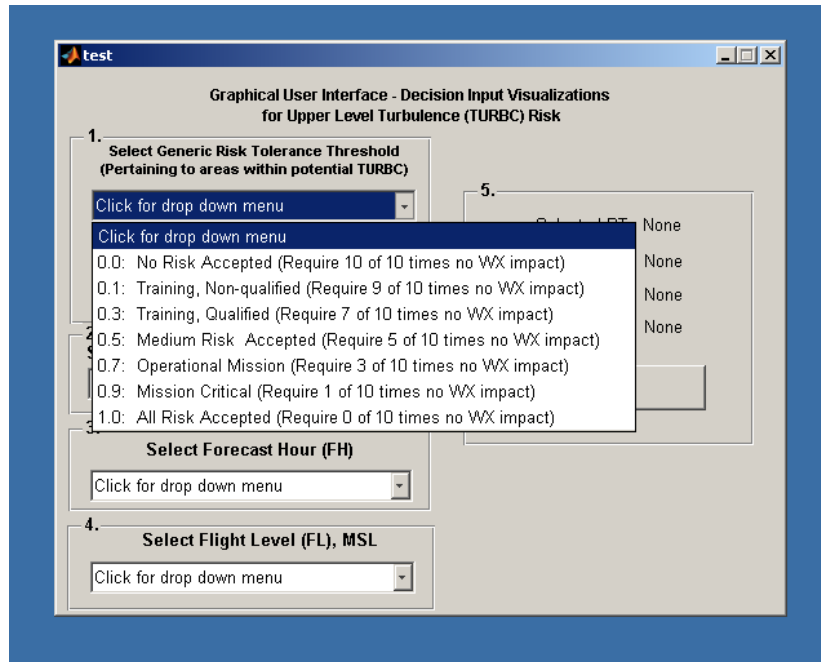 test
Graphical User Interface - Decision Input Visualizations
for Upper Level Turbulence (TURBC) Risk
1.
Select Generic Risk Tolerance Threshold
(Pertaining to areas within potential TURBC)
Click for drop down menu
Click for drop down menu
0.0: No Risk Accepted (Require 10 of 10 times no WX impact)
0.1: Training, Non-qualified (Require 9 of 10 times no WX impact)
0.3: Training, Qualified (Require 7 of 10 times no WX impact)
0.5: Medium Risk  Accepted (Require 5 of 10 times no WX impact)
0.7: Operational Mission (Require 3 of 10 times no WX impact)
0.9: Mission Critical (Require 1 of 10 times no WX impact)
1.0: All Risk Accepted (Require 0 of 10 times no WX impact)
3.
Select Forecast Hour (FH)
Click for drop down menu
4.
Select Flight Level (FL), MSL
Click for drop down menu
5.
None
None
None
None